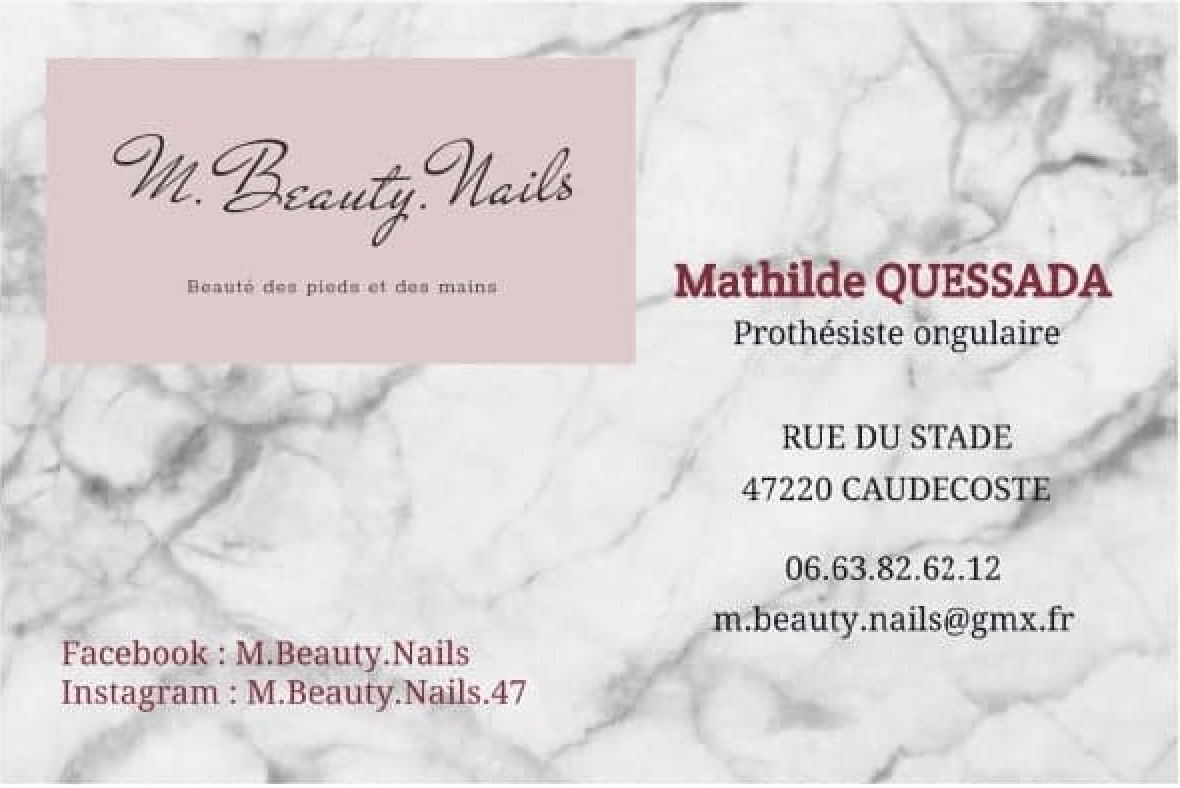 M.Beauty.Nails
Beauté des pieds et des mains
Mathilde QUESSADA
Prothésiste ongulaire
RUE DU STADE
47220 CAUDECOSTE
06.63.82.62.12
m.beauty.nails@gmx.fr
Facebook : M.Beauty.Nails
Instagram : M.Beauty.Nails.47